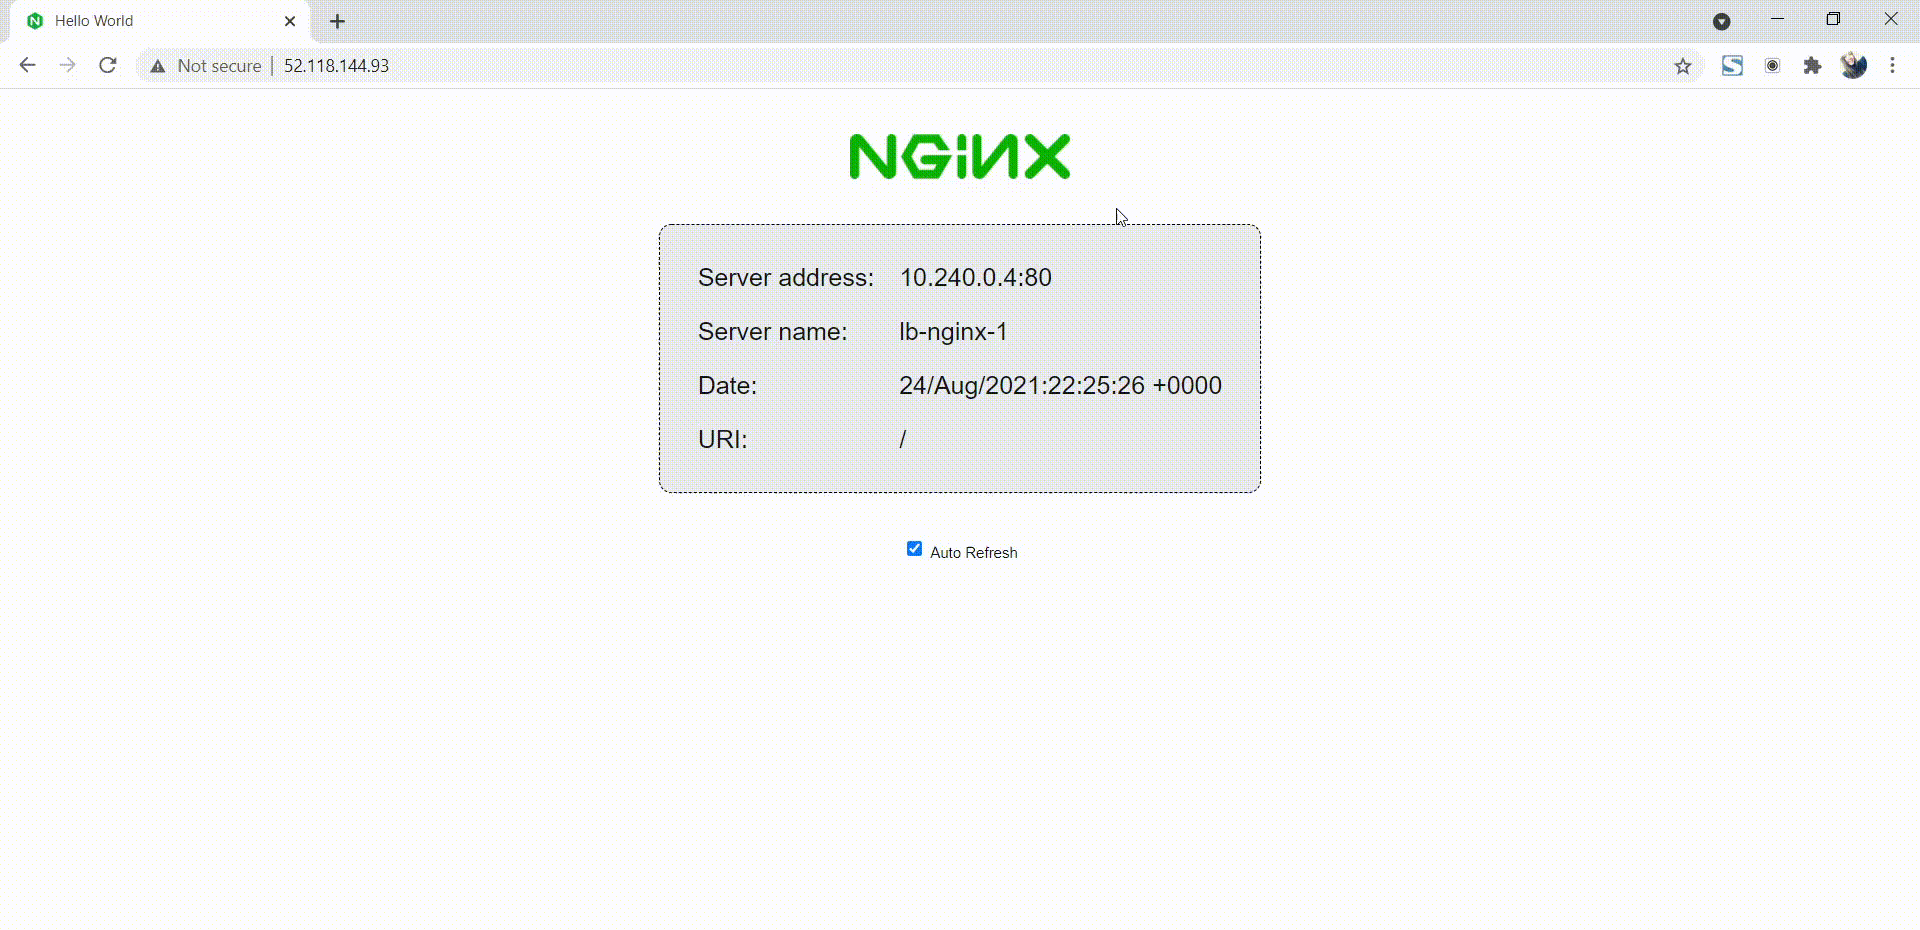 Hello World
Not secure | 52.118.144.93
NGiNX
Server address: 10.240.0.4:80
Server name: lb-nginx-1
Date: 24/Aug/2021:22:25:26 +0000
URI: /
Auto Refresh